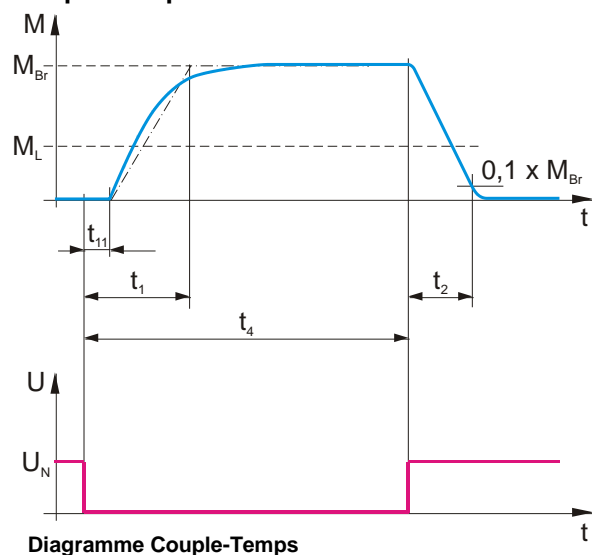 M
M_Br
M_L
0,1 x M_Br
t
t_11
t_1
t_2
t_4
U
U_N
t
Diagramme Couple-Temps